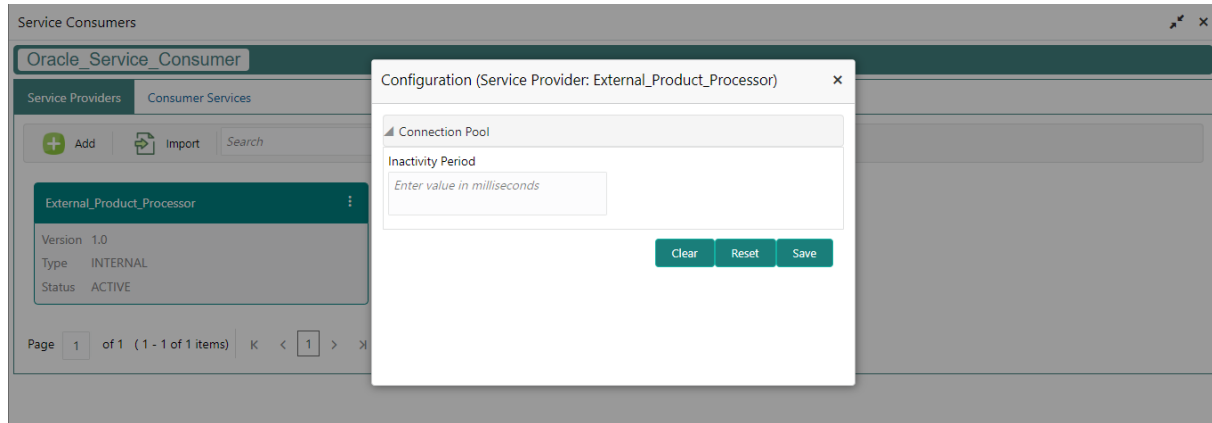 Service Consumers
Oracle_Service_Consumer
Service Providers Consumer Services
Add Import Search
External_Product_Processor
Version 1.0
Type INTERNAL
Status ACTIVE
Page 1 of 1 ( 1 - 1 of 1 items) K < 1 > >|
Configuration (Service Provider: External_Product_Processor) ×
Connection Pool
Inactivity Period
Enter value in milliseconds
Clear Reset Save